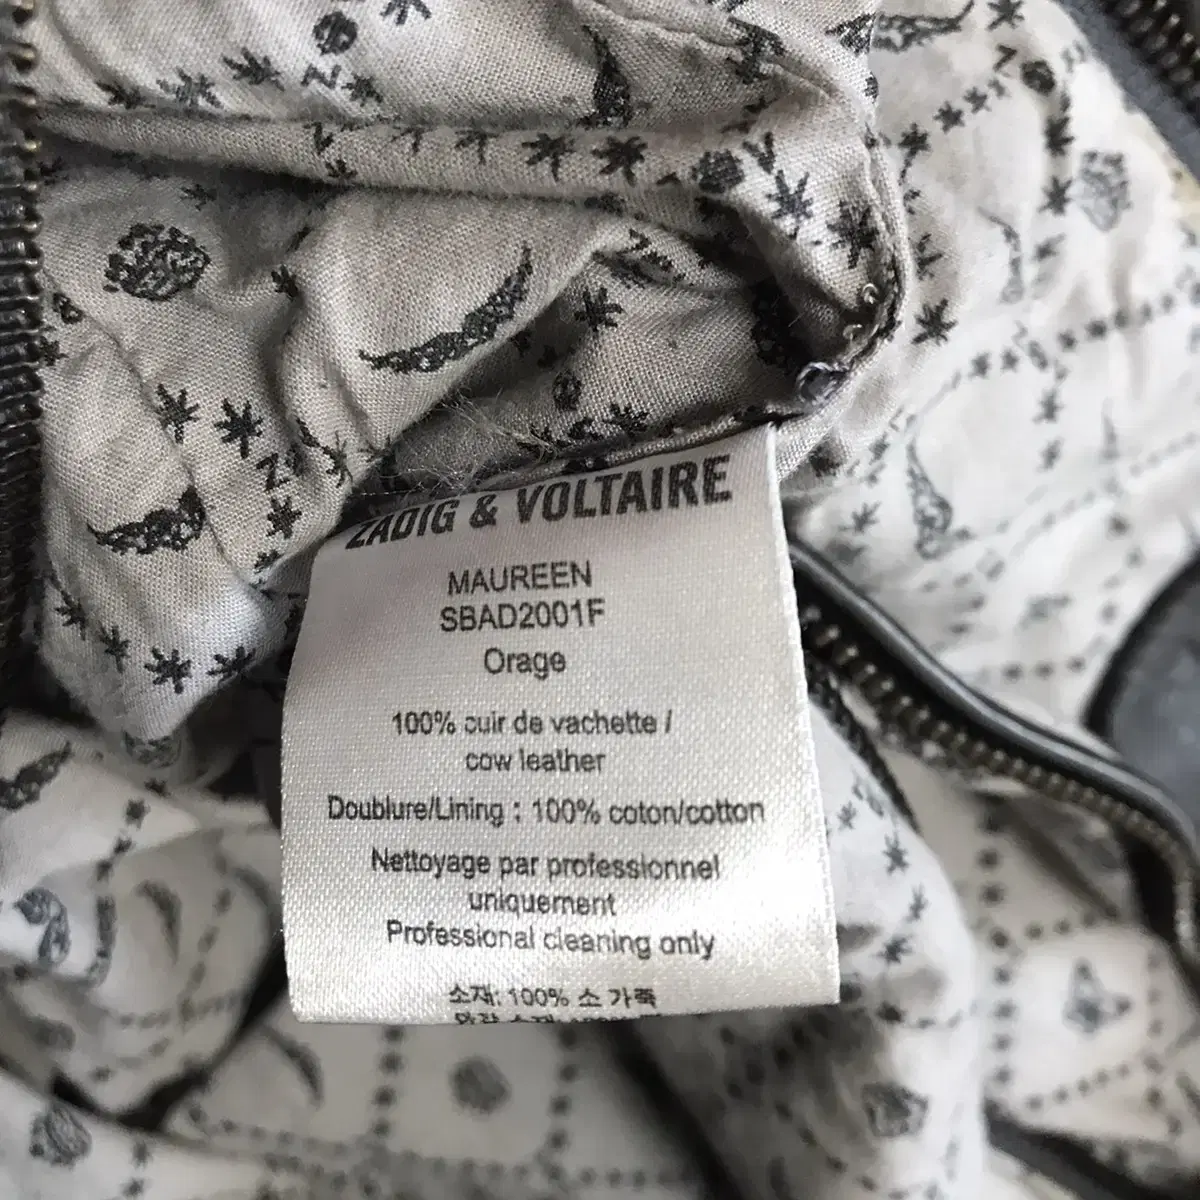 ZADIG & VOLTAIRE
MAUREEN
SBAD2001F
Orage
100% cuir de vachette /
cow leather
Doublure/Lining : 100% coton/cotton
Nettoyage par professionnel
uniquement
Professional cleaning only
소재: 100% 소 가죽